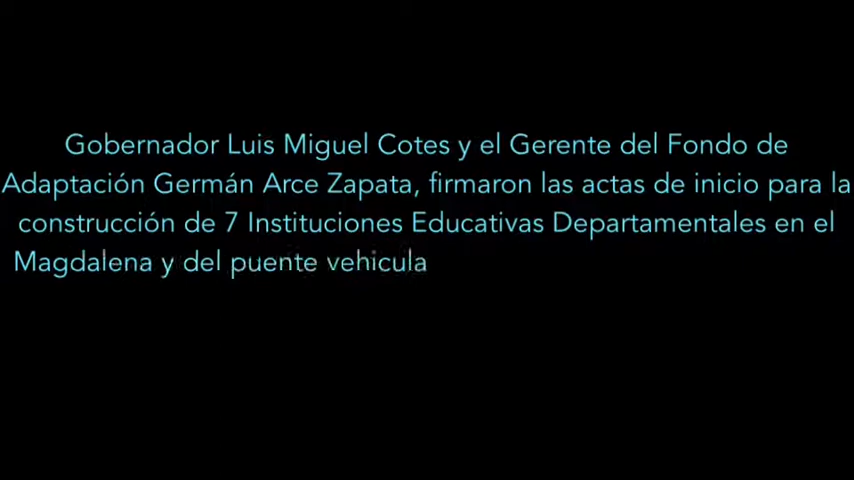 Gobernador Luis Miguel Cotes y el Gerente del Fondo de
Adaptación Germán Arce Zapata, firmaron las actas de inicio para la
construcción de 7 Instituciones Educativas Departamentales en el
Magdalena y del puente vehicula